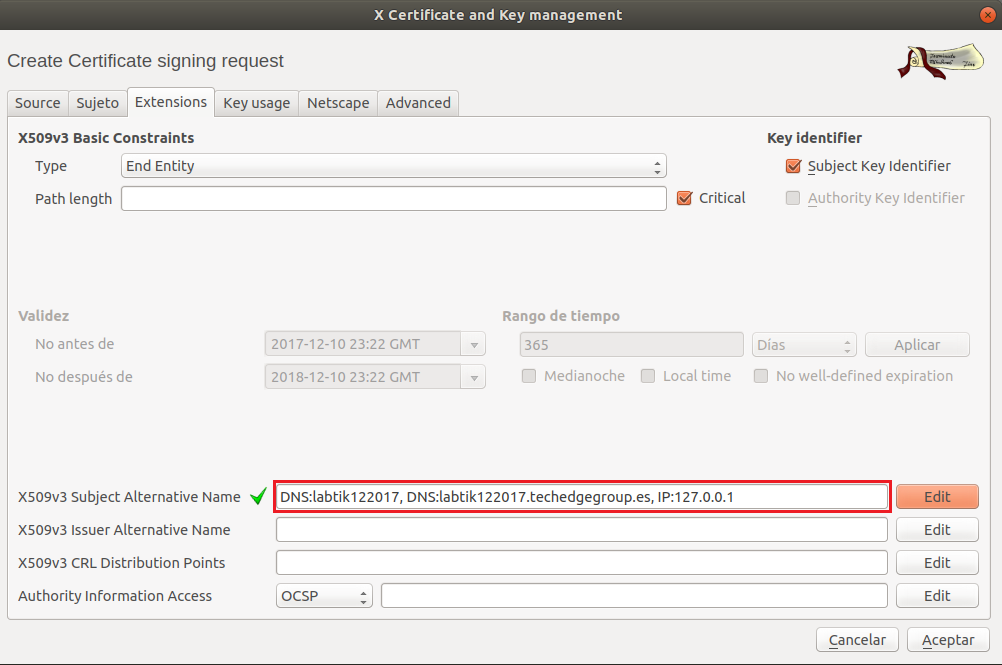 X Certificate and Key management
Create Certificate signing request
Source Sujeto Extensions Key usage Netscape Advanced
X509v3 Basic Constraints Key identifier
Type End Entity Subject Key Identifier
Path length Critical Authority Key Identifier
Validez Rango de tiempo
No antes de 2017-12-10 23:22 GMT 365 Días Aplicar
No después de 2018-12-10 23:22 GMT Medianoche Local time No well-defined expiration
X509v3 Subject Alternative Name DNS:labtik122017, DNS:labtik122017.techedgegroup.es, IP:127.0.0.1 Edit
X509v3 Issuer Alternative Name Edit
X509v3 CRL Distribution Points Edit
Authority Information Access OCSP Edit
Cancelar Aceptar